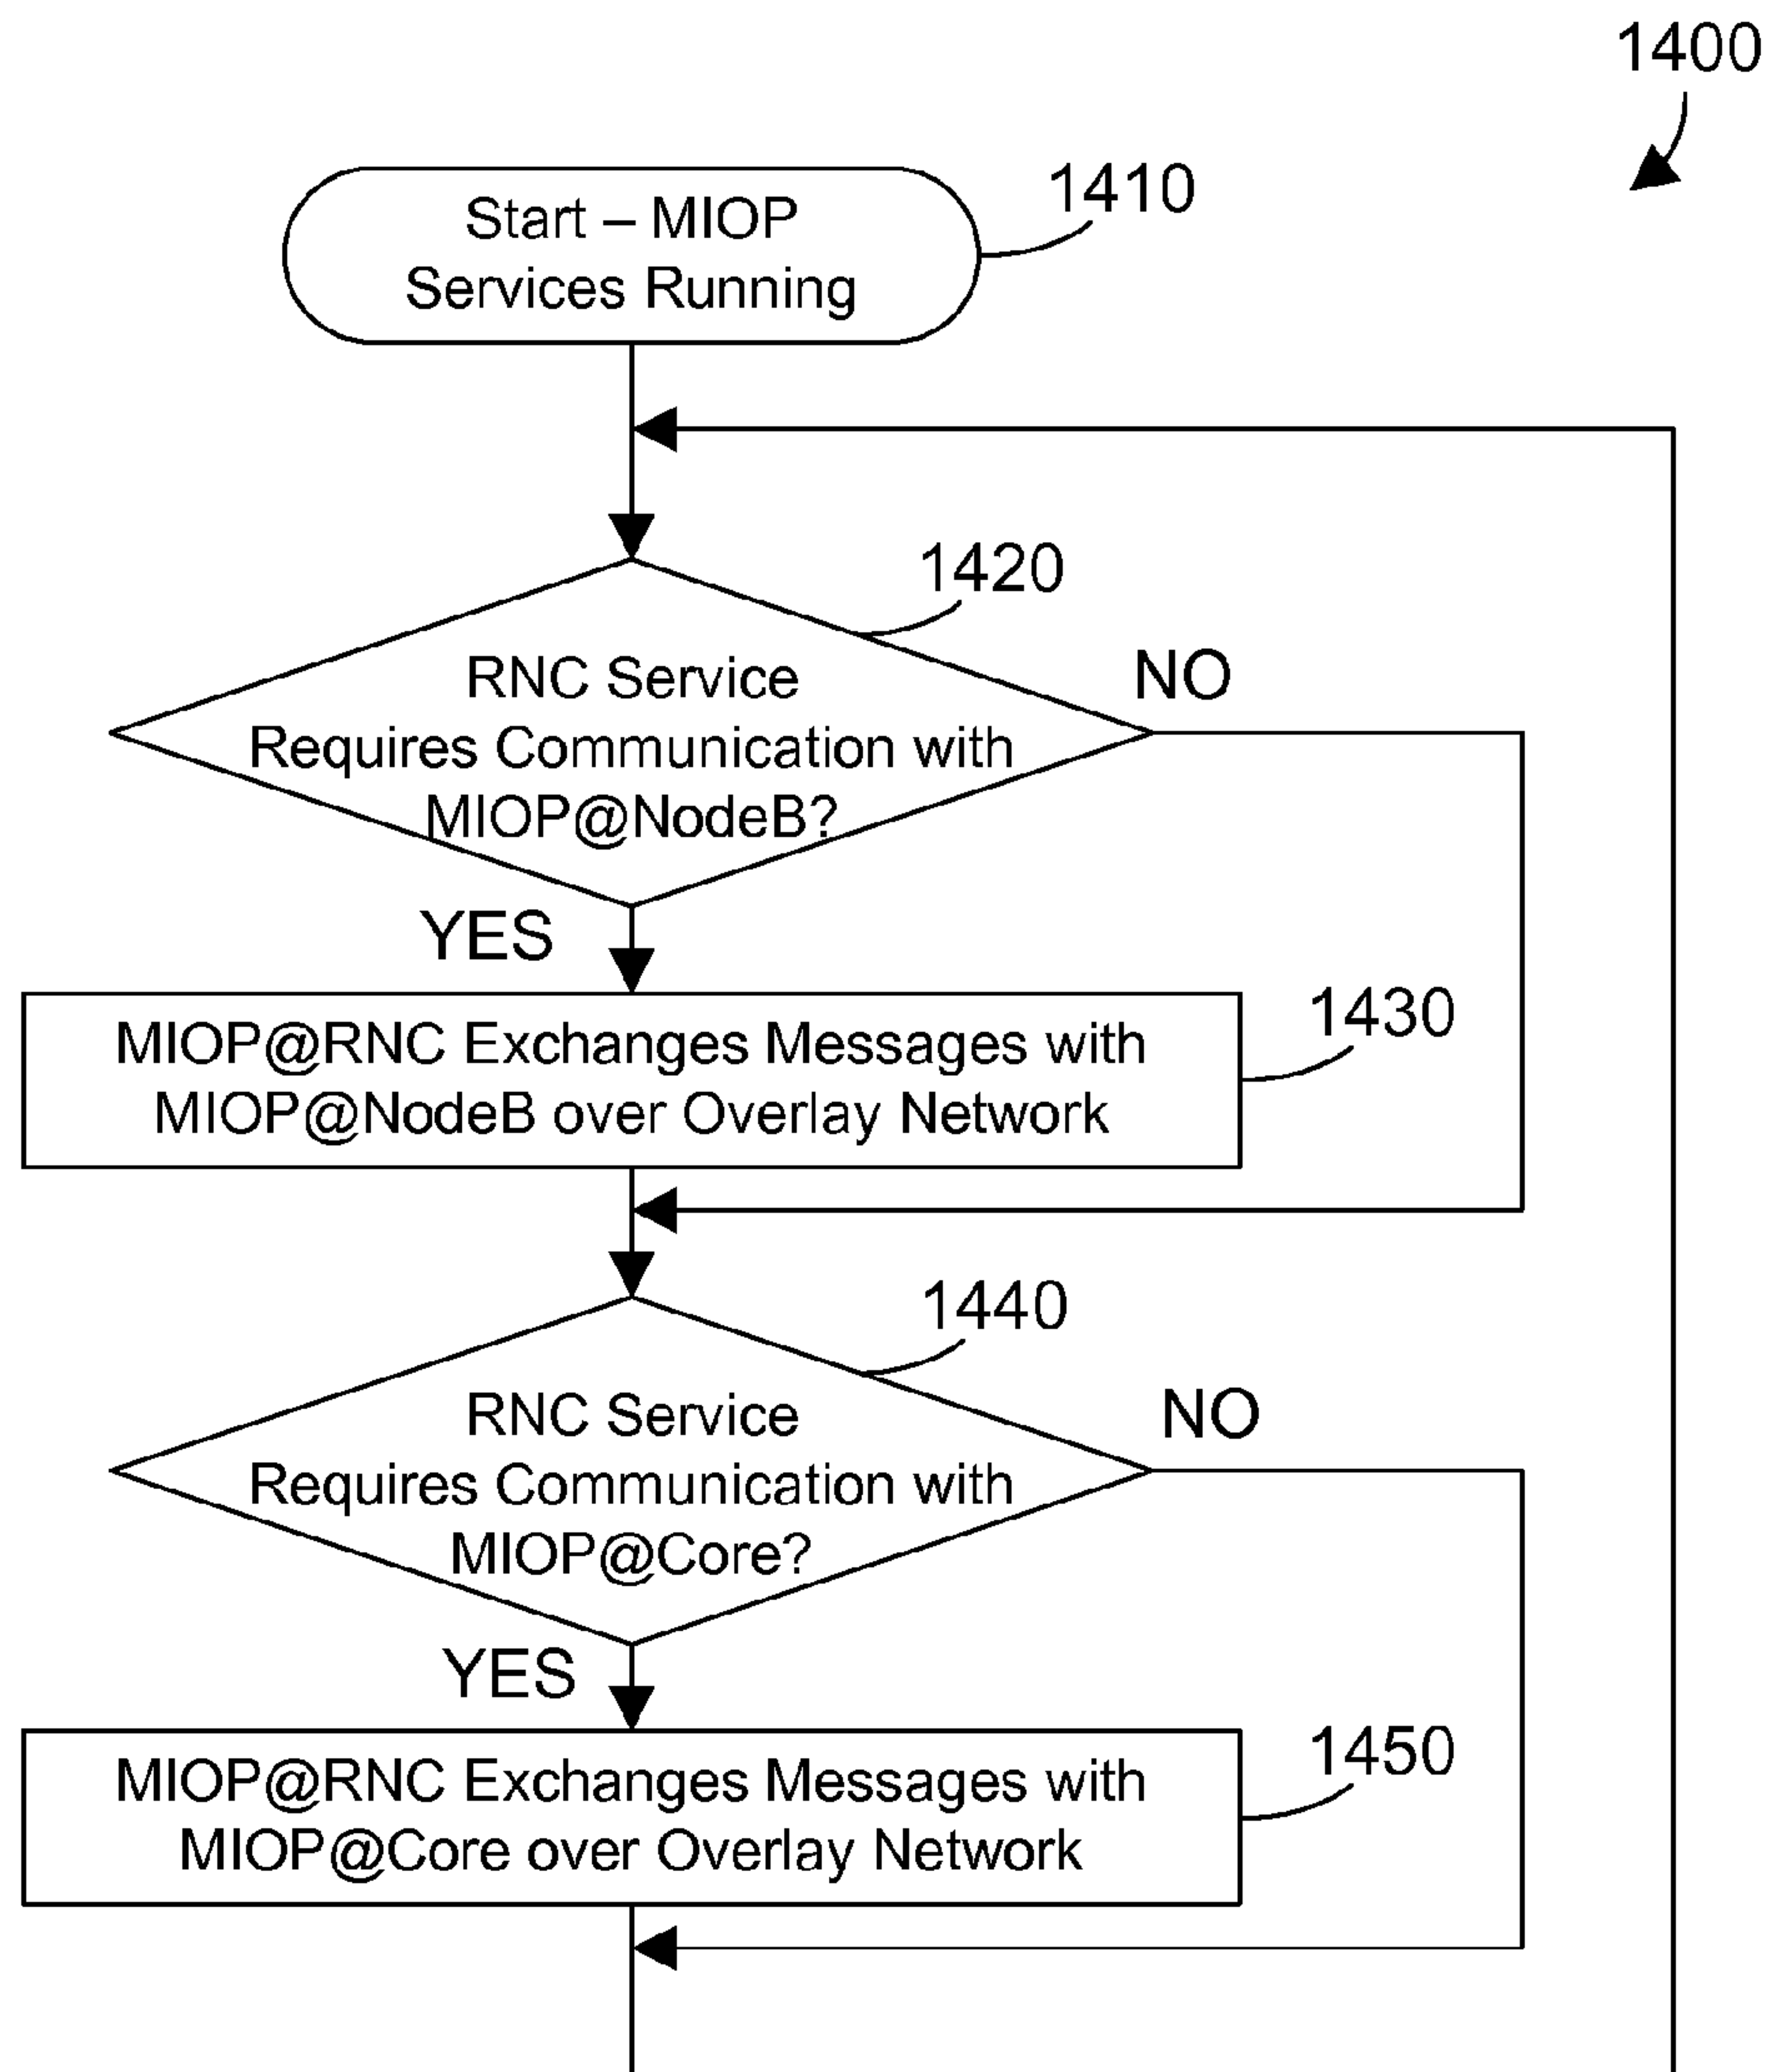 1400
Start – MIOP
Services Running
1410
1420
RNC Service
Requires Communication with
MIOP@NodeB?
NO
YES
MIOP@RNC Exchanges Messages with
MIOP@NodeB over Overlay Network
1430
1440
RNC Service
Requires Communication with
MIOP@Core?
NO
YES
MIOP@RNC Exchanges Messages with
MIOP@Core over Overlay Network
1450